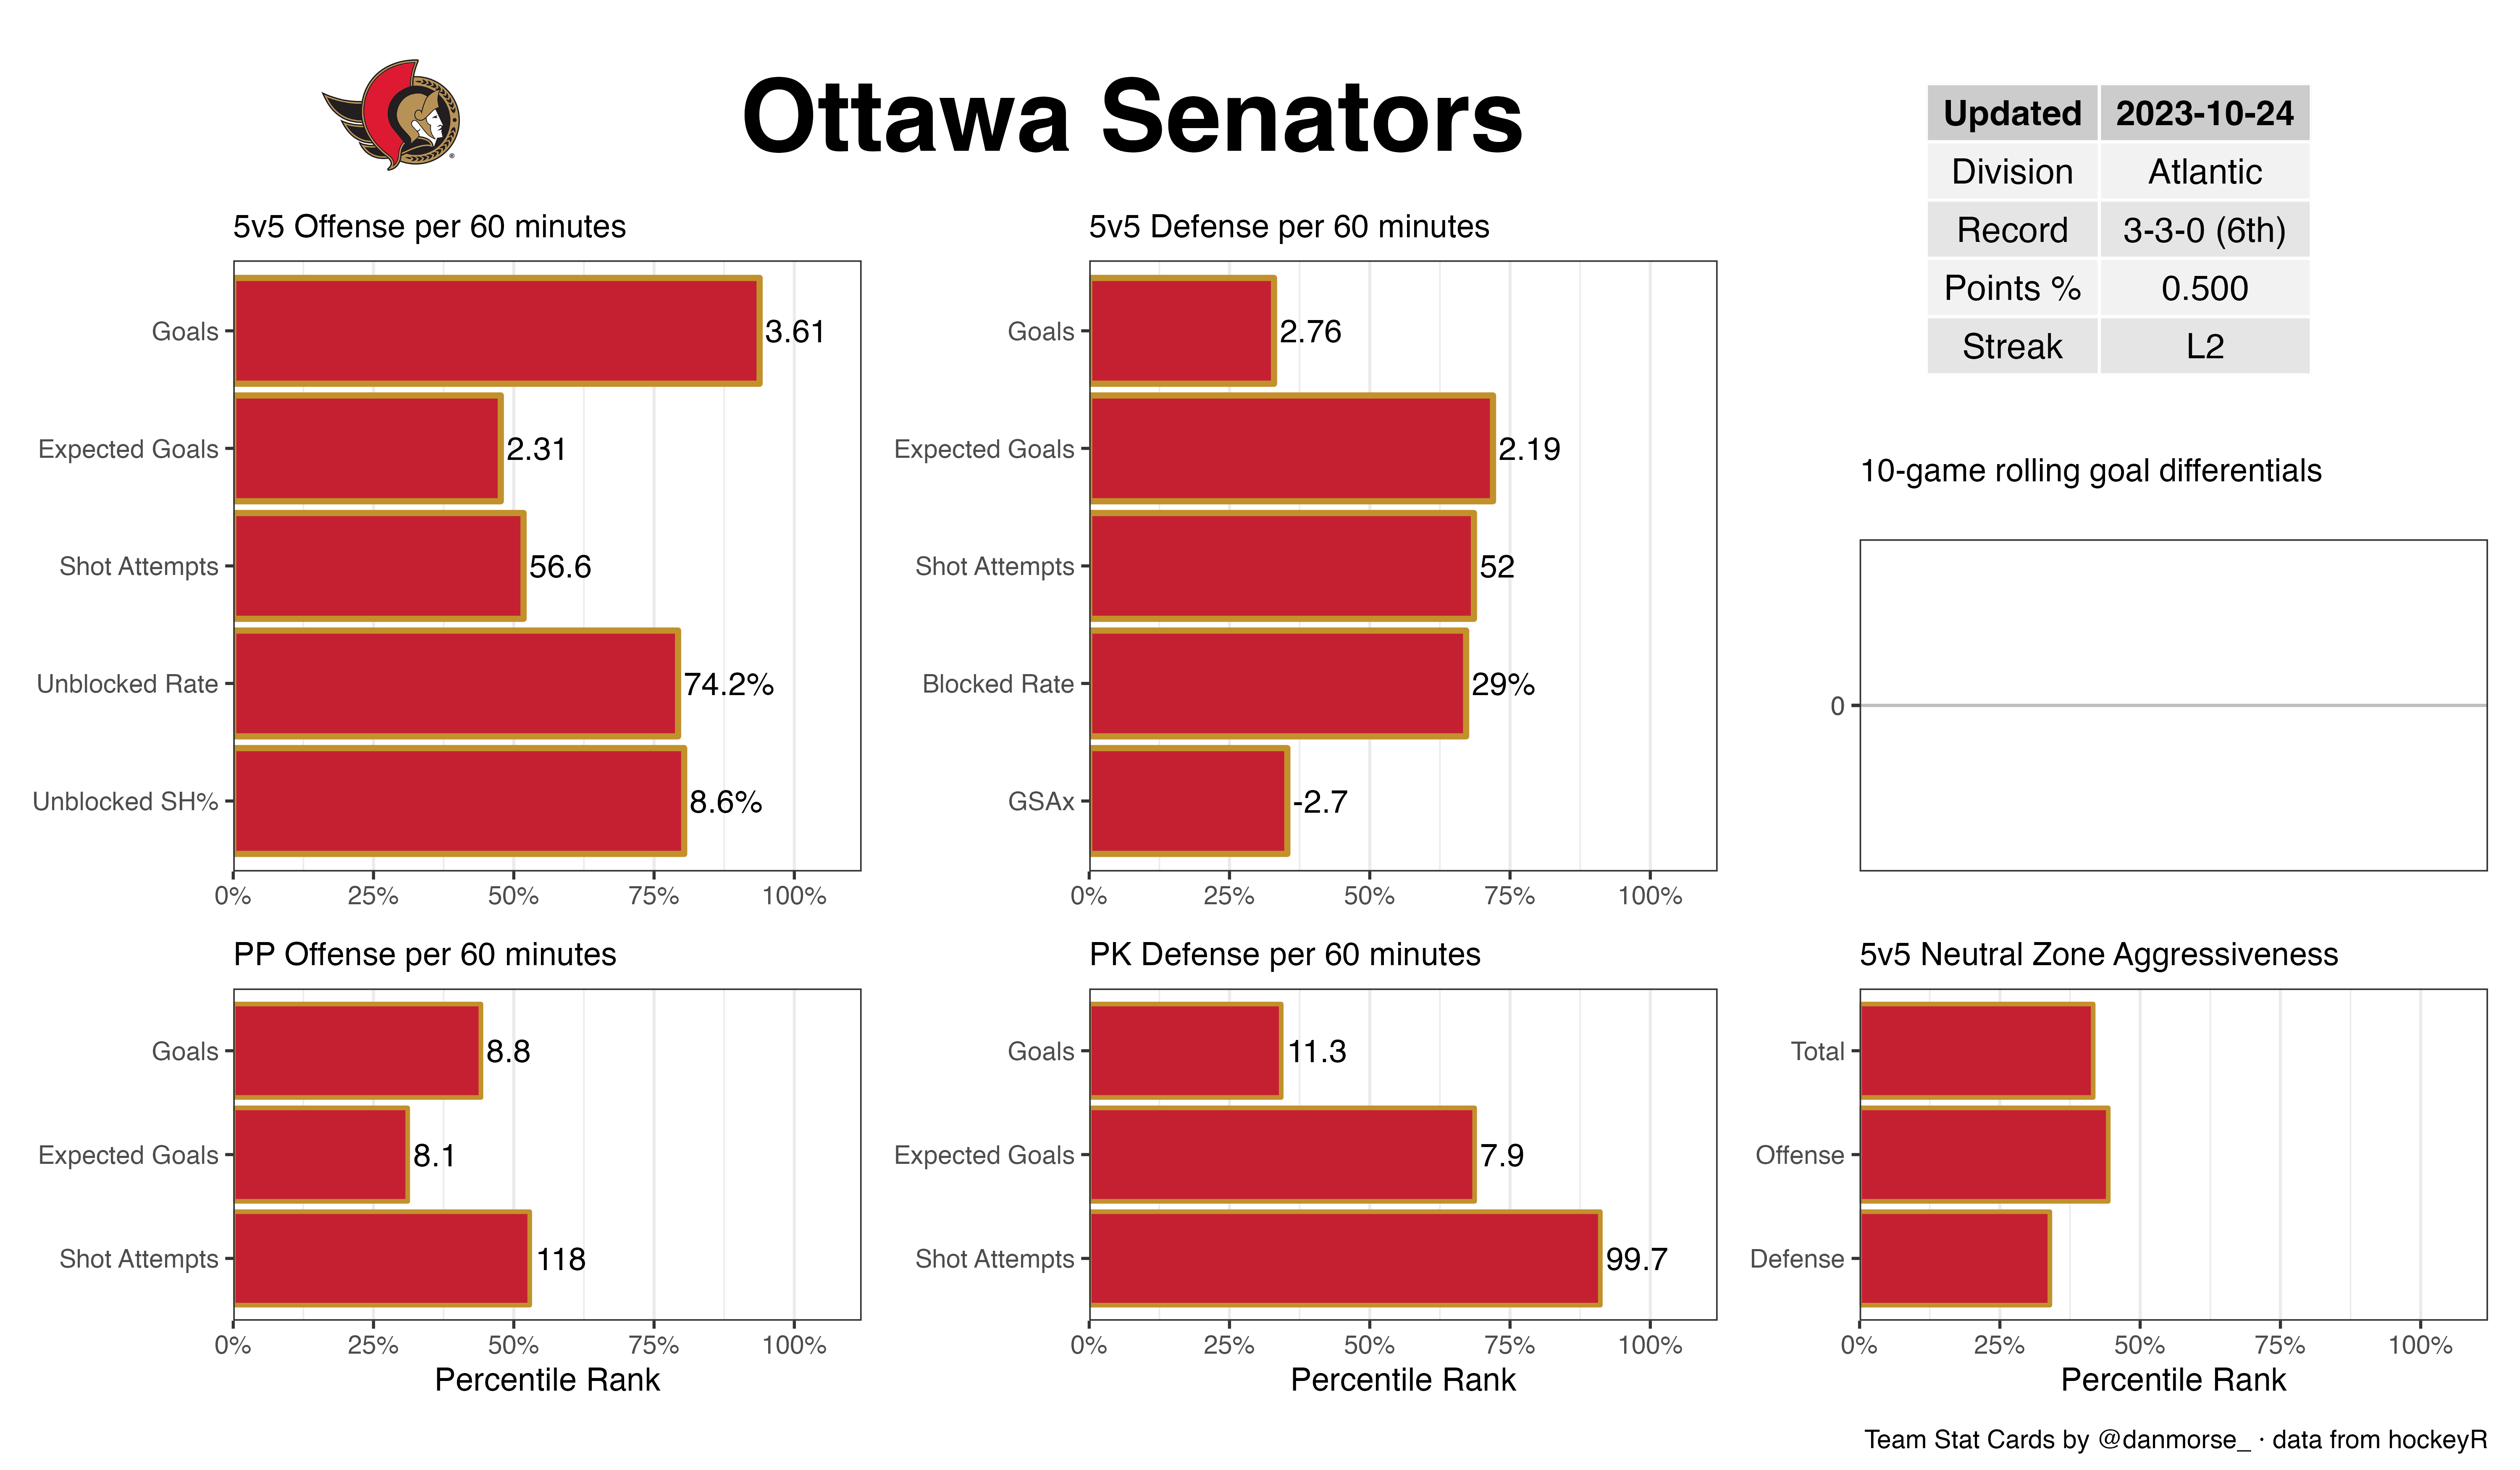 Ottawa Senators
Updated 2023-10-24
Division Atlantic
Record 3-3-0 (6th)
Points % 0.500
Streak L2
5v5 Offense per 60 minutes
Goals 3.61
Expected Goals 2.31
Shot Attempts 56.6
Unblocked Rate 74.2%
Unblocked SH% 8.6%
0% 25% 50% 75% 100%
5v5 Defense per 60 minutes
Goals 2.76
Expected Goals 2.19
Shot Attempts 52
Blocked Rate 29%
GSAx -2.7
0% 25% 50% 75% 100%
10-game rolling goal differentials
0
PP Offense per 60 minutes
Goals 8.8
Expected Goals 8.1
Shot Attempts 118
0% 25% 50% 75% 100%
Percentile Rank
PK Defense per 60 minutes
Goals 11.3
Expected Goals 7.9
Shot Attempts 99.7
0% 25% 50% 75% 100%
Percentile Rank
5v5 Neutral Zone Aggressiveness
Total
Offense
Defense
0% 25% 50% 75% 100%
Percentile Rank
Team Stat Cards by @danmorse_ · data from hockeyR